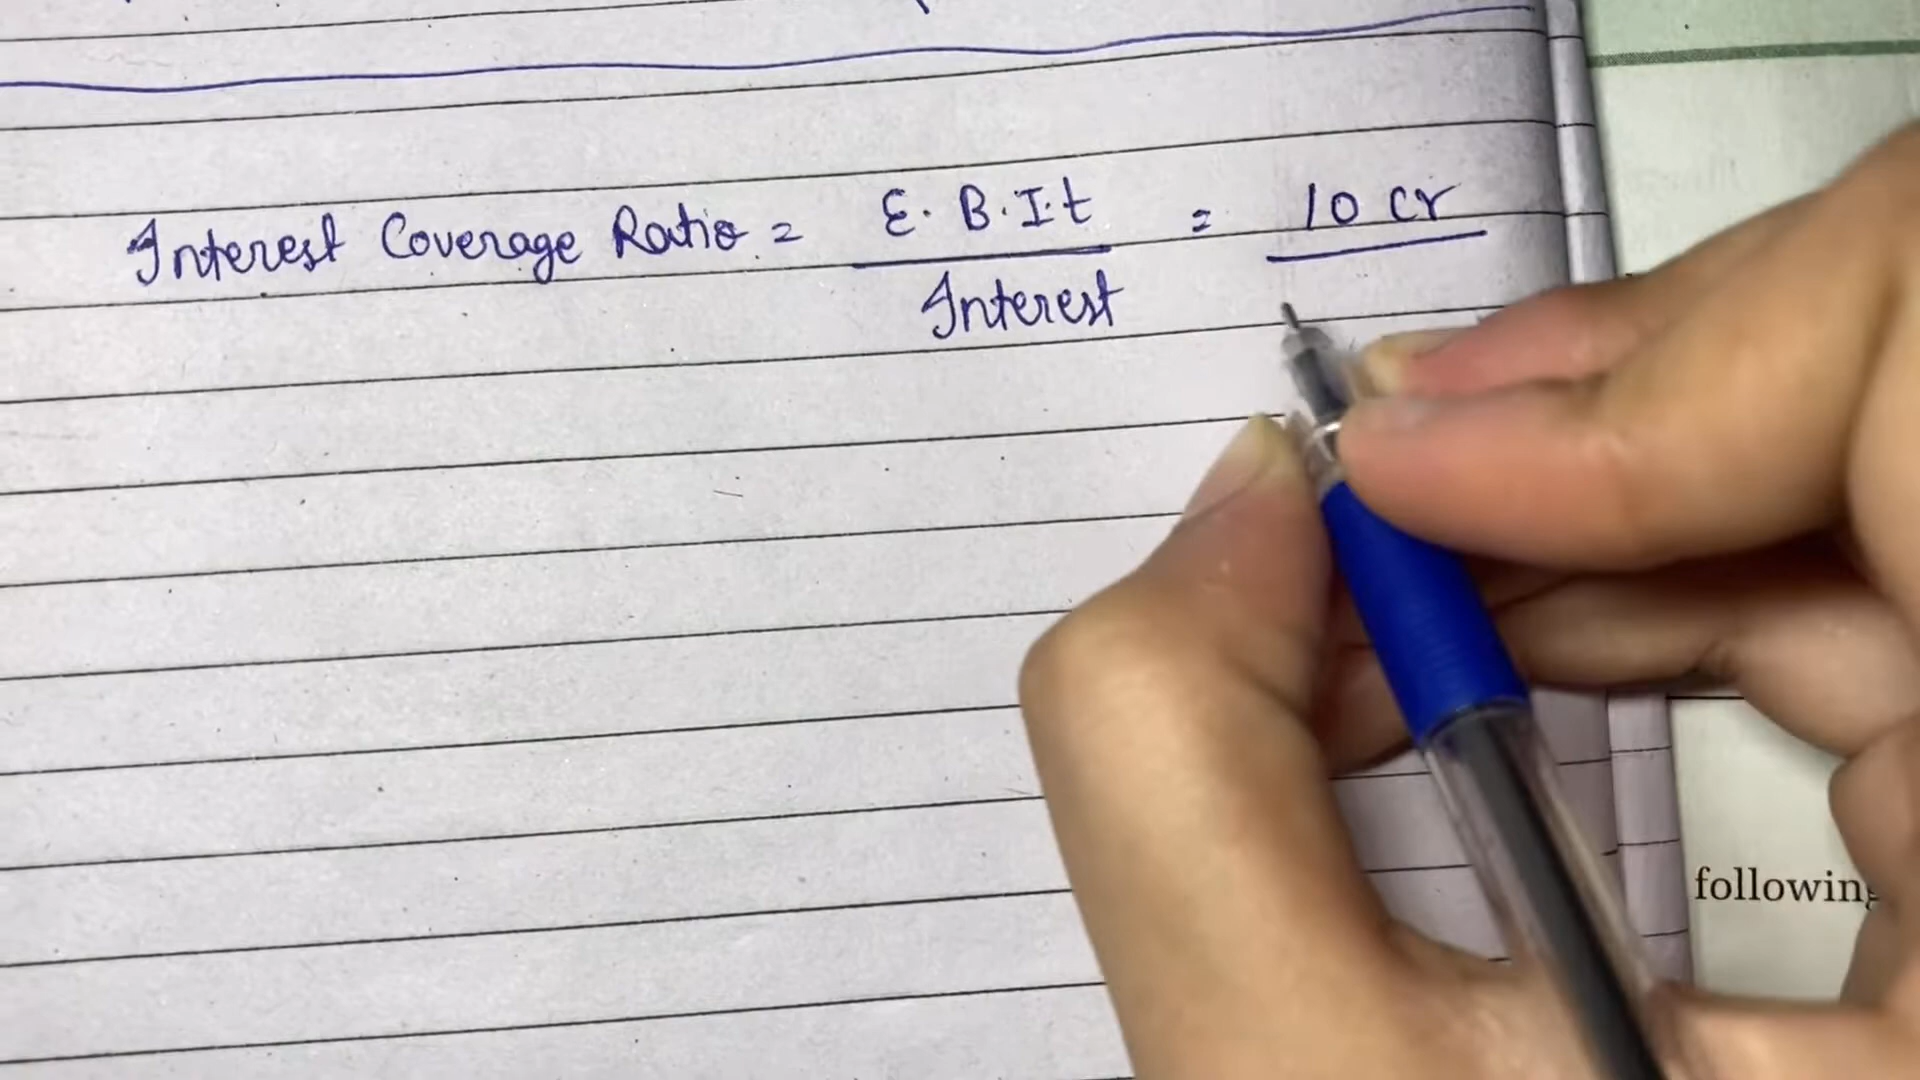 Interest Coverage Ratio = E. B.I.t / Interest = 10 cr
following